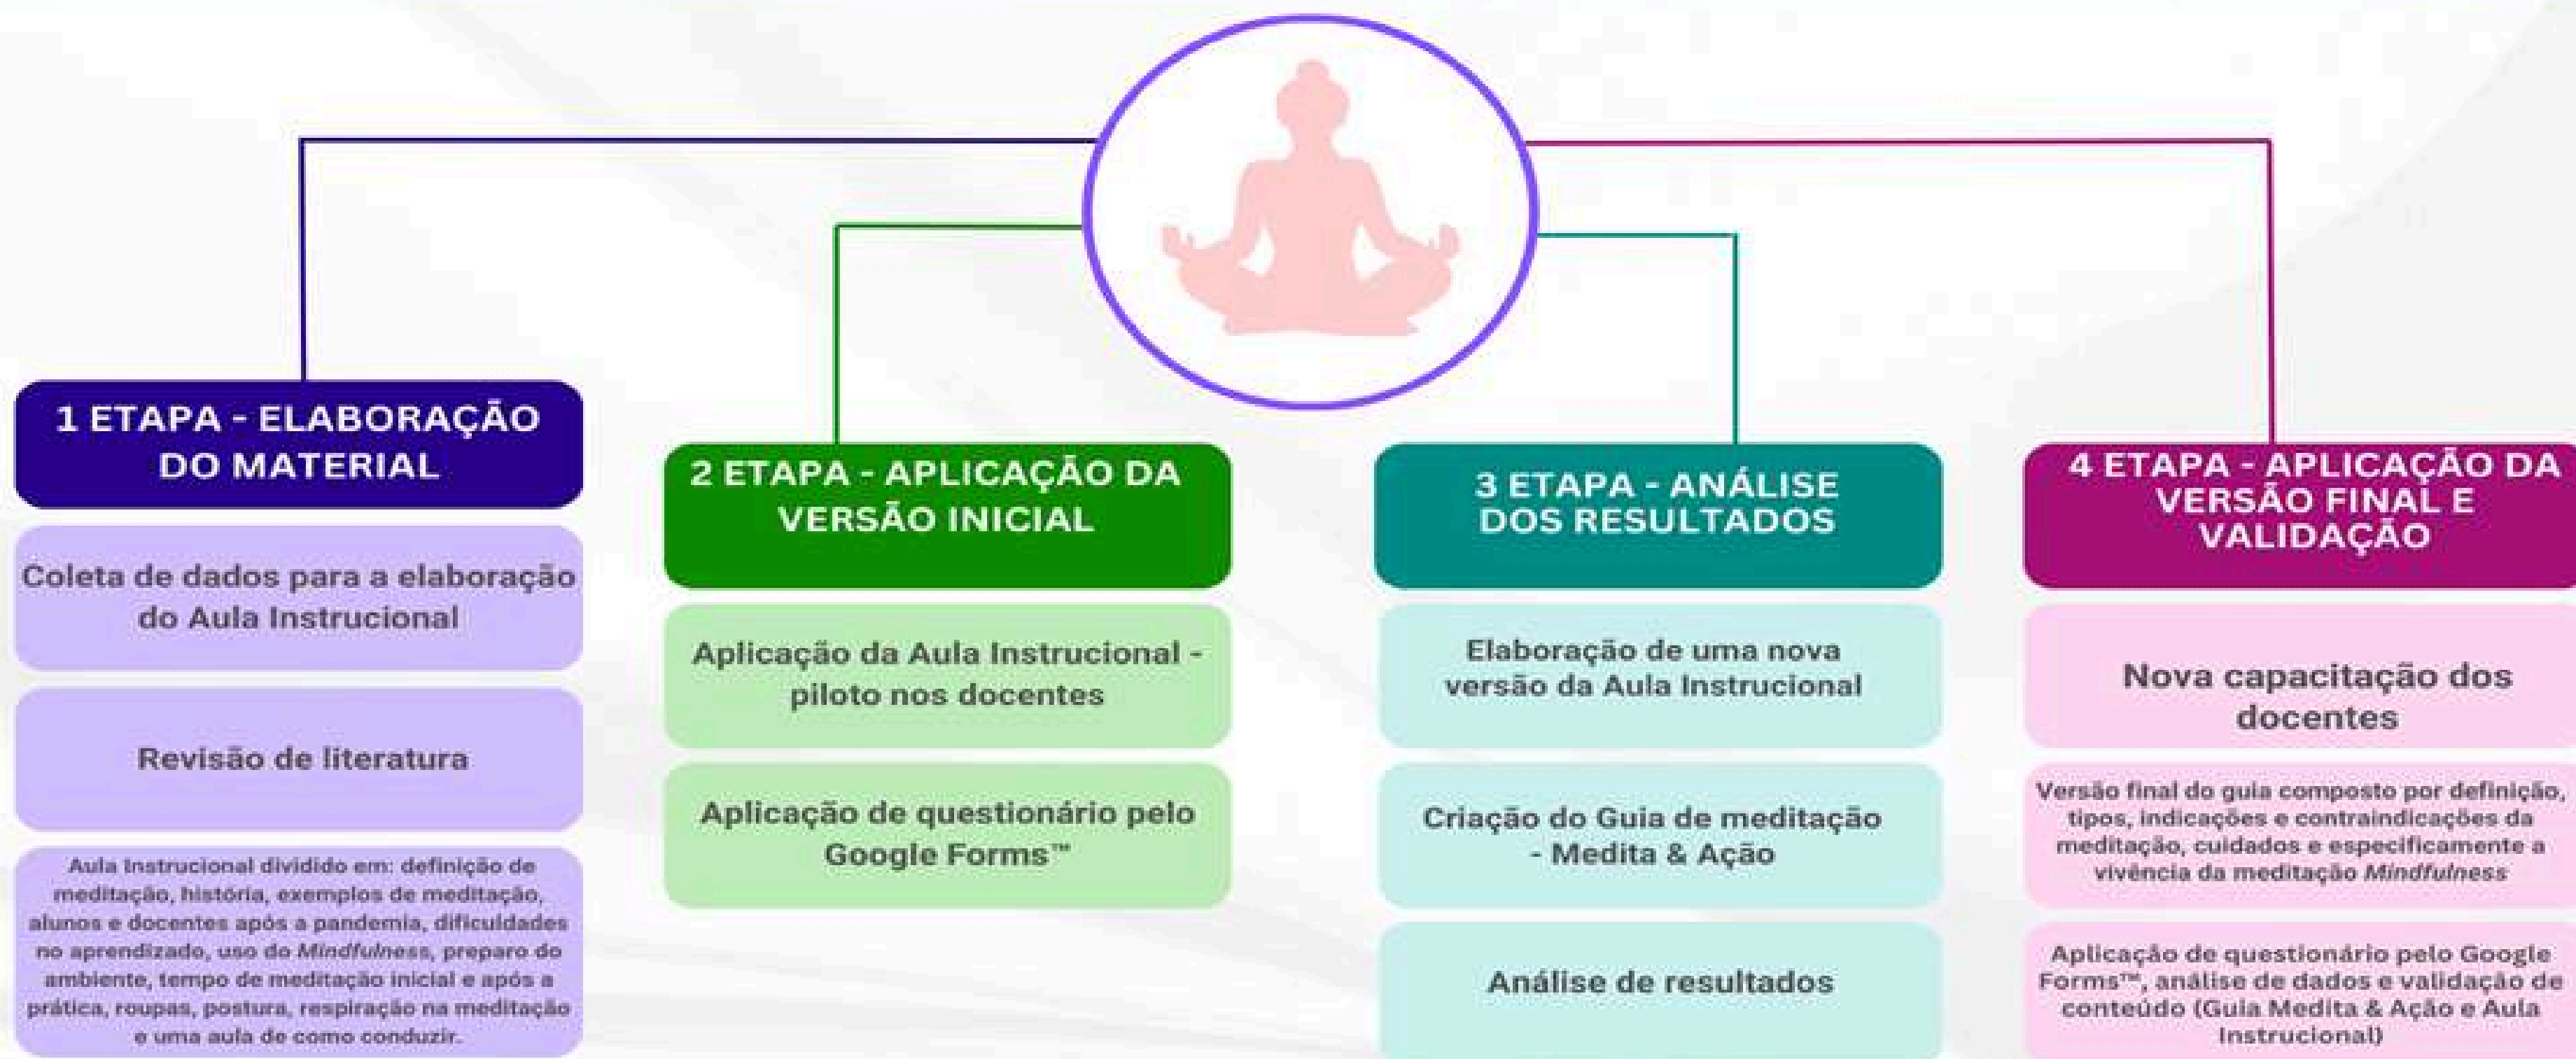 1 ETAPA - ELABORAÇÃO
DO MATERIAL
Coleta de dados para a elaboração
do Aula Instrucional
Revisão de literatura
Aula Instrucional dividido em: definição de
meditação, história, exemplos de meditação,
alunos e docentes após a pandemia, dificuldades
no aprendizado, uso do Mindfulness, preparo do
ambiente, tempo de meditação inicial e após a
prática, roupas, postura, respiração na meditação
e uma aula de como conduzir.
2 ETAPA - APLICAÇÃO DA
VERSÃO INICIAL
Aplicação da Aula Instrucional -
piloto nos docentes
Aplicação de questionário pelo
Google Forms™
3 ETAPA - ANÁLISE
DOS RESULTADOS
Elaboração de uma nova
versão da Aula Instrucional
Criação do Guia de meditação
- Medita & Ação
Análise de resultados
4 ETAPA - APLICAÇÃO DA
VERSÃO FINAL E
VALIDAÇÃO
Nova capacitação dos
docentes
Versão final do guia composto por definição,
tipos, indicações e contraindicações da
meditação, cuidados e especificamente a
vivência da meditação Mindfulness
Aplicação de questionário pelo Google
Forms™, análise de dados e validação de
conteúdo (Guia Medita & Ação e Aula
Instrucional)